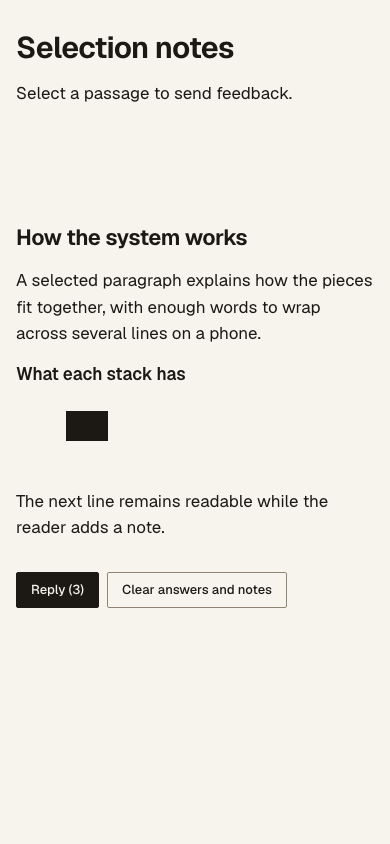 Selection notes
Select a passage to send feedback.
How the system works
A selected paragraph explains how the pieces
fit together, with enough words to wrap
across several lines on a phone.
What each stack has
The next line remains readable while the
reader adds a note.
Reply (3)
Clear answers and notes